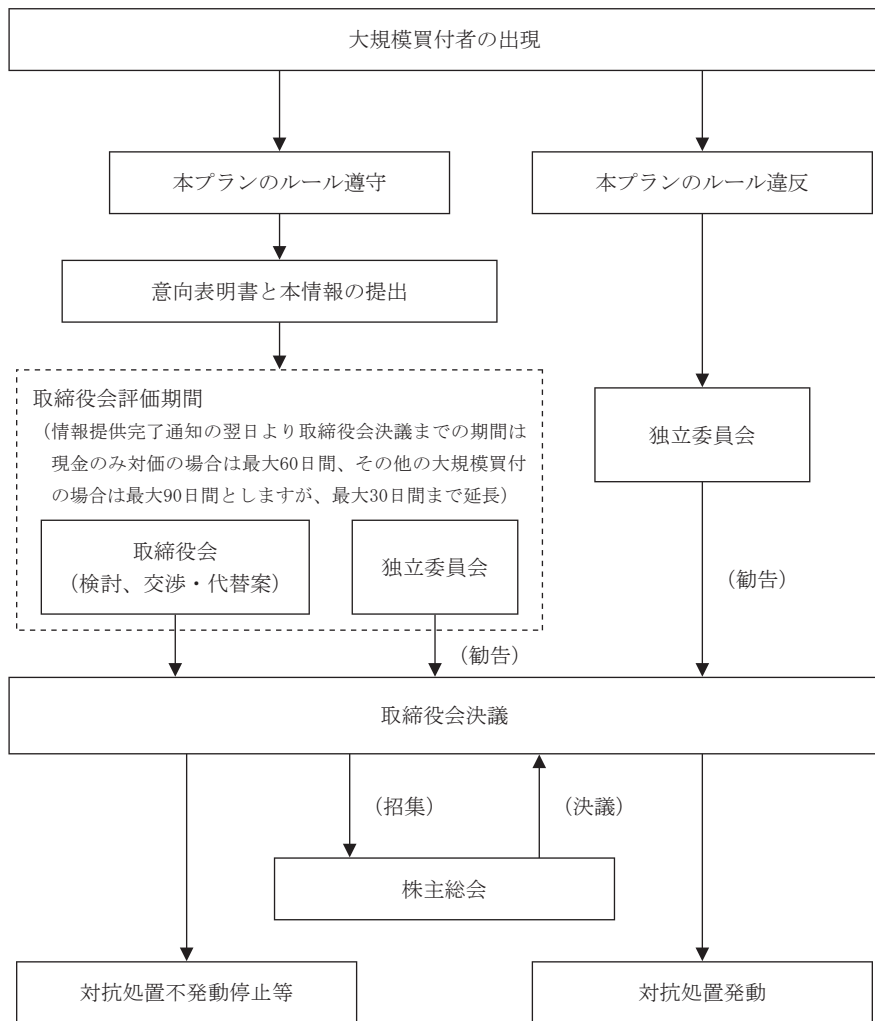 大規模買付者の出現
本プランのルール遵守
本プランのルール違反
意向表明書と本情報の提出
取締役会評価期間
（情報提供完了通知の翌日より取締役会決議までの期間は
現金のみ対価の場合は最大60日間、その他の大規模買付
の場合は最大90日間としますが、最大30日間まで延長）
取締役会
（検討、交渉・代替案）
独立委員会
独立委員会
（勧告）
（勧告）
取締役会決議
（招集）
（決議）
株主総会
対抗処置不発動停止等
対抗処置発動